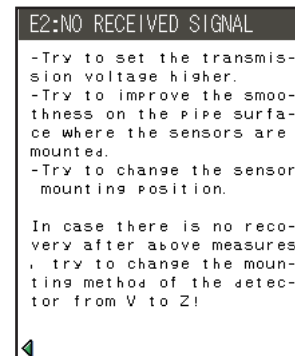 E2:NO RECEIVED SIGNAL
-Try to set the transmis-
sion voltage higher.
-Try to improve the smoo-
thness on the pipe surfa-
ce where the sensors are
mounted.
-Try to change the sensor
mounting position.
In case there is no reco-
very after above measures
, try to change the moun-
ting method of the detec-
tor from V to Z!